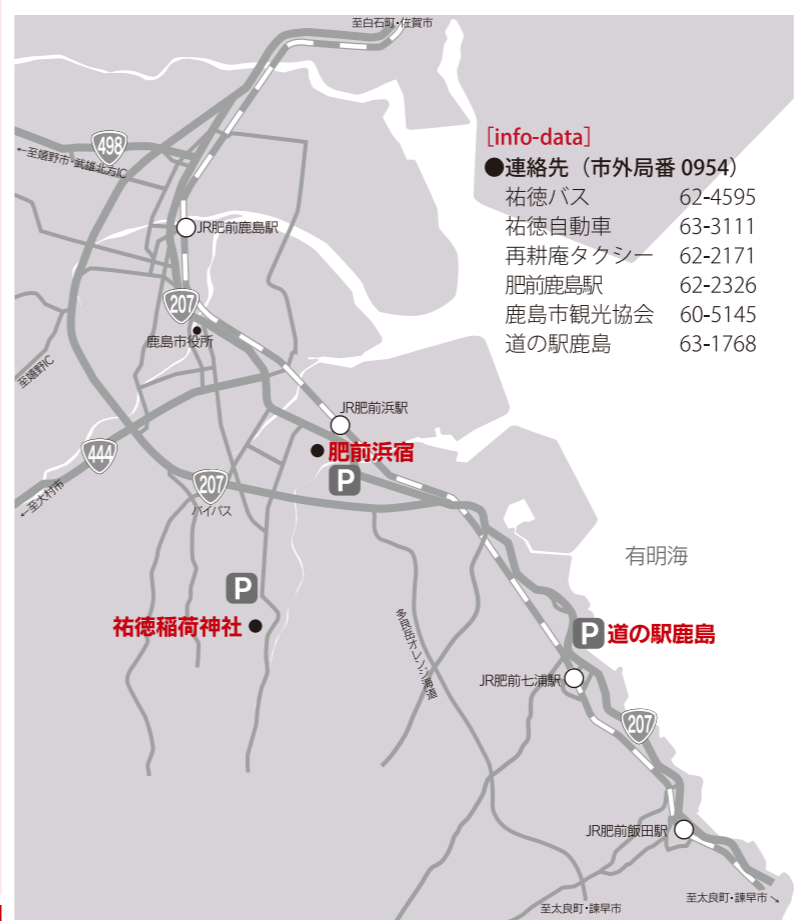 至白石町・佐賀市
[info-data]
●連絡先（市外局番 0954）
祐徳バス 62-4595
祐徳自動車 63-3111
再耕庵タクシー 62-2171
肥前鹿島駅 62-2326
鹿島市観光協会 60-5145
道の駅鹿島 63-1768
498
←至嬉野市・武雄北方IC
JR肥前鹿島駅
207
鹿島市役所
至嬉野IC
JR肥前浜駅
肥前浜宿
P
444
←至大村市
207
バイパス
有明海
P
祐徳稲荷神社
多良岳オレンジ海道
P 道の駅鹿島
JR肥前七浦駅
207
JR肥前飯田駅
至太良町・諫早市
至太良町・諫早市→